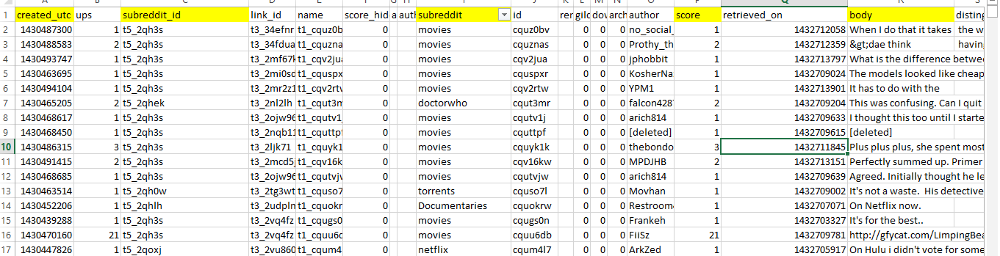 A B C D E F G H I J K L M N O P Q R S
1 created_utc ups subreddit_id link_id name score_hid a auth subreddit id ren gild dov arch author score retrieved_on body disting
2 1430487300 1 t5_2qh3s t3_34efnr t1_cquz0b 0 movies cquz0bv 0 0 0 no_social_ 1 1432712058 When I do that it takes the w
3 1430488583 2 t5_2qh3s t3_34fdua t1_cquzna 0 movies cquznas 0 0 0 Prothy_th 2 1432712359 &gt;dae think havin
4 1430493747 1 t5_2qh3s t3_2mf67k t1_cqv2jua 0 movies cqv2jua 0 0 0 jphobbit 1 1432713797 What is the difference betwe
5 1430463695 1 t5_2qh3s t3_2mi0sd t1_cquspx 0 movies cquspxr 0 0 0 KosherNa 1 1432709024 The models looked like cheap
6 1430494104 1 t5_2qh3s t3_2mr2z1 t1_cqv2rtv 0 movies cqv2rtw 0 0 0 YPM1 1 1432713901 It has to do with the
7 1430465205 2 t5_2qhek t3_2nl2lh t1_cqut3m 0 doctorwho cqut3mr 0 0 0 falcon428 2 1432709204 This was confusing. Can I quit
8 1430468617 1 t5_2qh3s t3_2ojw96 t1_cqutv1 0 movies cqutv1j 0 0 0 arich814 1 1432709633 I thought this too until I starte
9 1430468450 1 t5_2qh3s t3_2nqb11 t1_cquttp 0 movies cquttpf 0 0 0 [deleted] 1 1432709615 [deleted]
10 1430486315 3 t5_2qh3s t3_2ljk71 t1_cquyk1 0 movies cquyk1k 0 0 0 thebondo 3 1432711845 Plus plus plus, she spent most
11 1430491415 2 t5_2qh3s t3_2mcd5j t1_cqv16k 0 movies cqv16kw 0 0 0 MPDJHB 2 1432713151 Perfectly summed up. Primer
12 1430468685 1 t5_2qh3s t3_2ojw96 t1_cqutvj 0 movies cqutvjw 0 0 0 arich814 1 1432709639 Agreed. Initially thought he le
13 1430463514 1 t5_2qh0w t3_2tg3wt t1_cquso7 0 torrents cquso7l 0 0 0 Movhan 1 1432709002 It's not a waste. His detective
14 1430452206 1 t5_2qhlh t3_2udpln t1_cquokr 0 Documentaries cquokrw 0 0 0 Restroom 1 1432707071 On Netflix now.
15 1430439288 1 t5_2qh3s t3_2vq4fz t1_cqugs0 0 movies cqugs0n 0 0 0 Frankeh 1 1432703327 It's for the best..
16 1430470160 21 t5_2qh3s t3_2vq4fz t1_cquu6d 0 movies cquu6db 0 0 0 FiiSz 21 1432709781 http://gfycat.com/LimpingBea
17 1430447826 1 t5_2qoxj t3_2vu860 t1_cqum4 0 netflix cqum4l7 0 0 0 ArkZed 1 1432705917 On Hulu i didn't vote for some